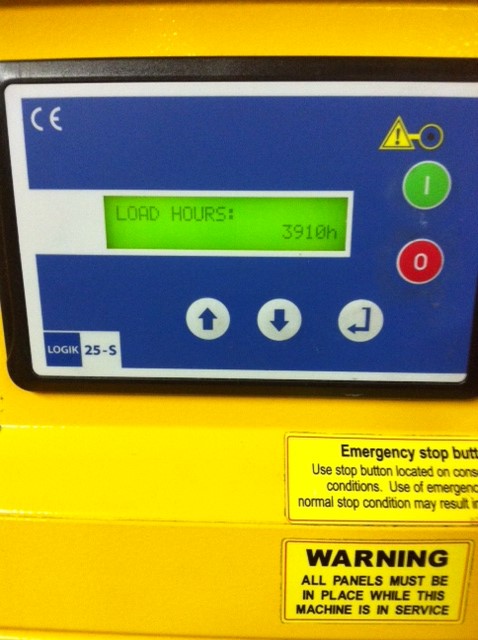 CE
I
LOAD HOURS:
3910h
O
LOGIK 25-S
Emergency stop butt
Use stop button located on cons
conditions. Use of emergenc
normal stop condition may result i
WARNING
ALL PANELS MUST BE
IN PLACE WHILE THIS
MACHINE IS IN SERVICE